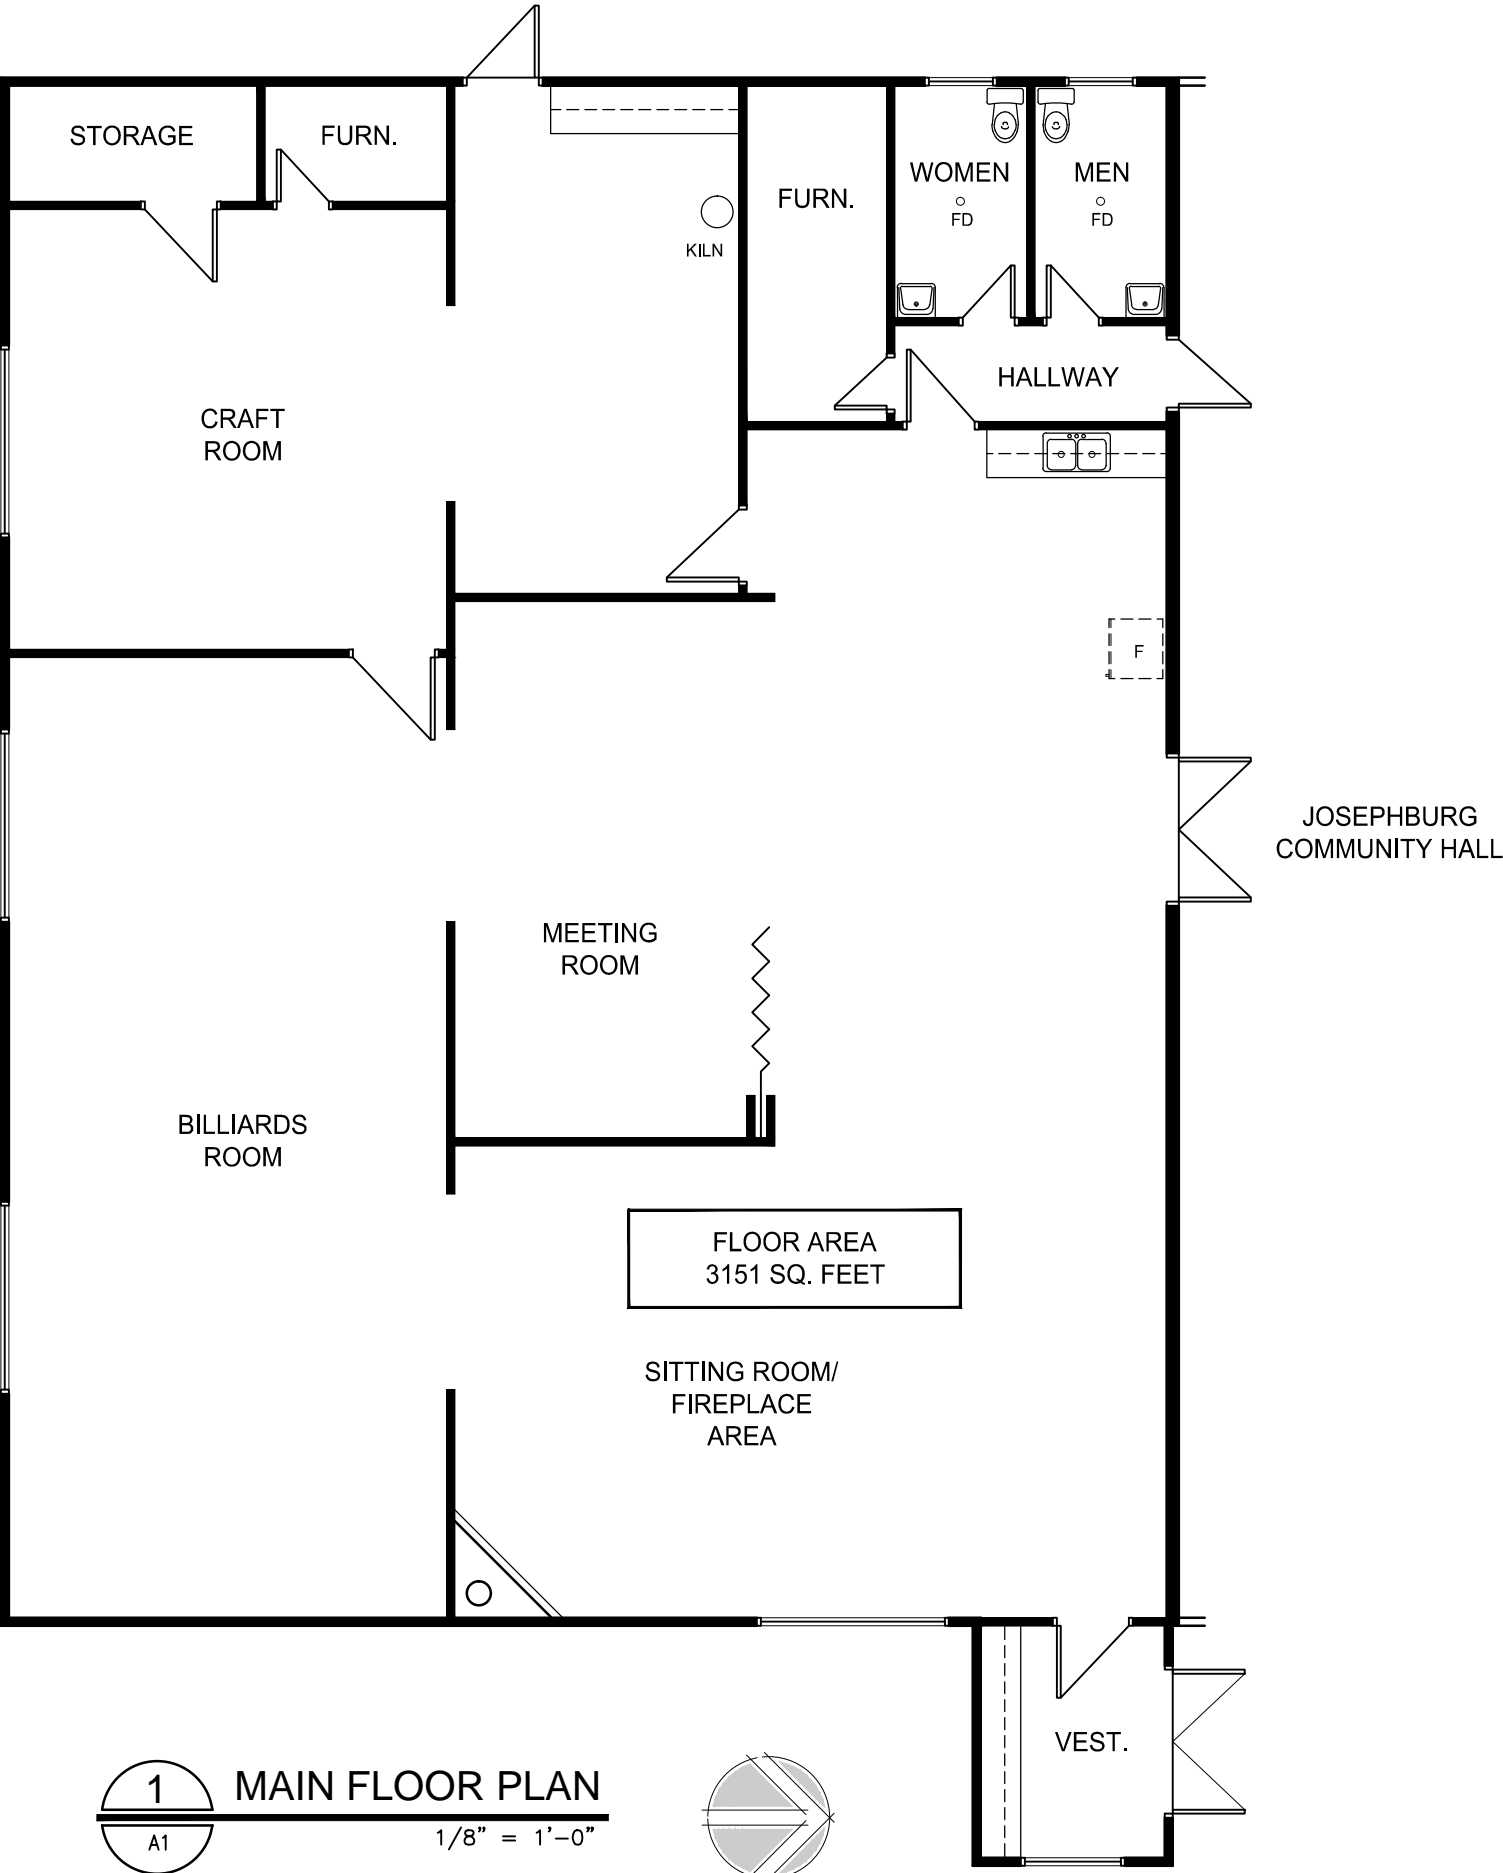 STORAGE
FURN.
WOMEN
MEN
FURN.
FD
FD
KILN
HALLWAY
CRAFT
ROOM
F
JOSEPHBURG
COMMUNITY HALL
MEETING
ROOM
BILLIARDS
ROOM
FLOOR AREA
3151 SQ. FEET
SITTING ROOM/
FIREPLACE
AREA
VEST.
1
MAIN FLOOR PLAN
A1
1/8" = 1'-0"